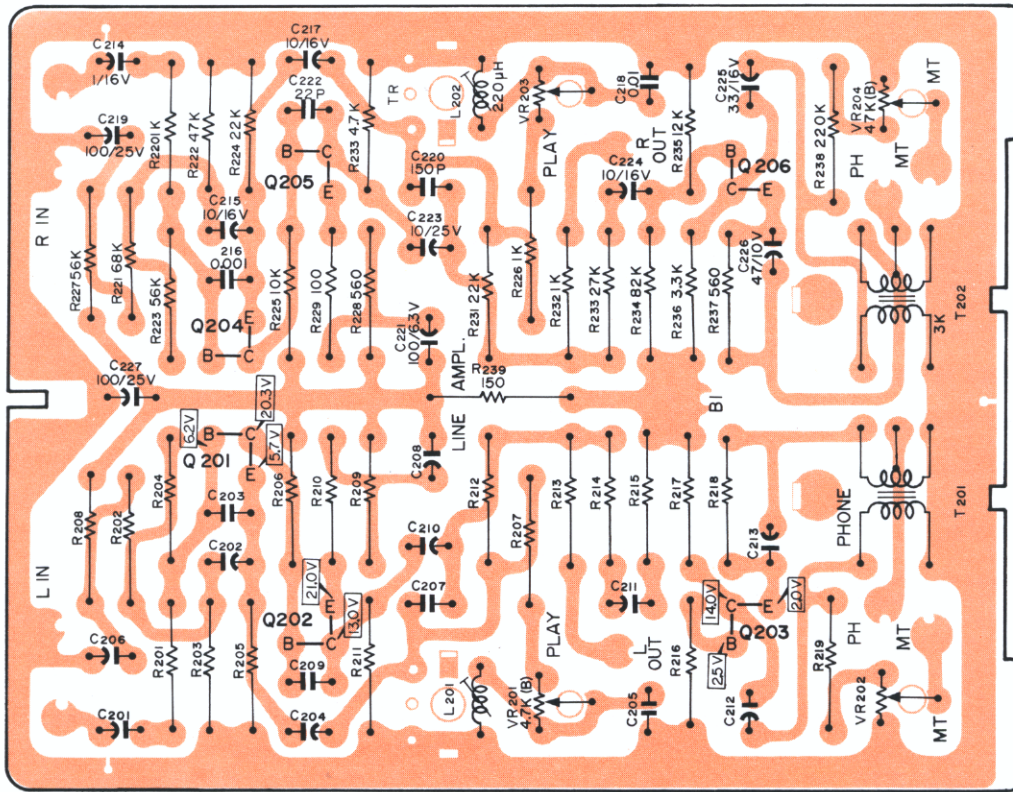 C217
10/16V
C214
1/16V
C222
22P
TR
L202
220µH
VR203
C218
0.01
C225
33/16V
MT
VR204
47K(B)
C219
100/25V
R220 1K
R222 47K
R224 22K
R233 4.7K
B
C
E
Q205
C220
150P
PLAY
R
OUT
C224
10/16V
R235 12K
B
C
E
Q206
R238 220K
PH
MT
R IN
C215
10/16V
C223
10/25V
R227 56K
R221 68K
R223 56K
216
0.001
R225 10K
R229 100
R228 560
R231 2.2K
R226 1K
R232 1K
R233 27K
R234 82K
R236 3.3K
R237 560
C226
47/10V
Q204
E
B
C
C221
100/6.3V
AMPL.
T202
3K
C227
100/25V
R239
150
B1
6.2V
20.3V
B
C
E
Q201
5.7V
LINE
C208
R208
R202
R204
C203
R206
R210
R209
R212
R213
R214
R215
R217
R218
R207
C213
PHONE
T201
L IN
C202
C210
21.0V
E
B
C
Q202
13.0V
C207
C211
14.0V
C
E
2.0V
B
Q203
2.5V
C206
R201
R203
R205
C209
R211
PLAY
L
OUT
R216
R219
PH
MT
C201
C204
L201
VR201
4.7K(B)
C205
C212
VR202
MT